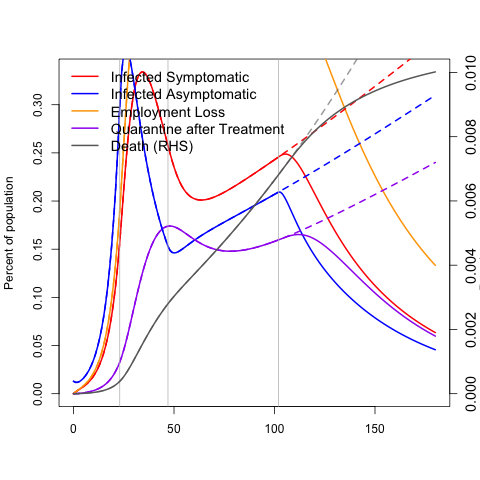 Infected Symptomatic
Infected Asymptomatic
Employment Loss
Quarantine after Treatment
Death (RHS)
Percent of population
0.30
0.25
0.20
0.15
0.10
0.05
0.00
0.010
0.008
0.006
0.004
0.002
0.000
0 50 100 150